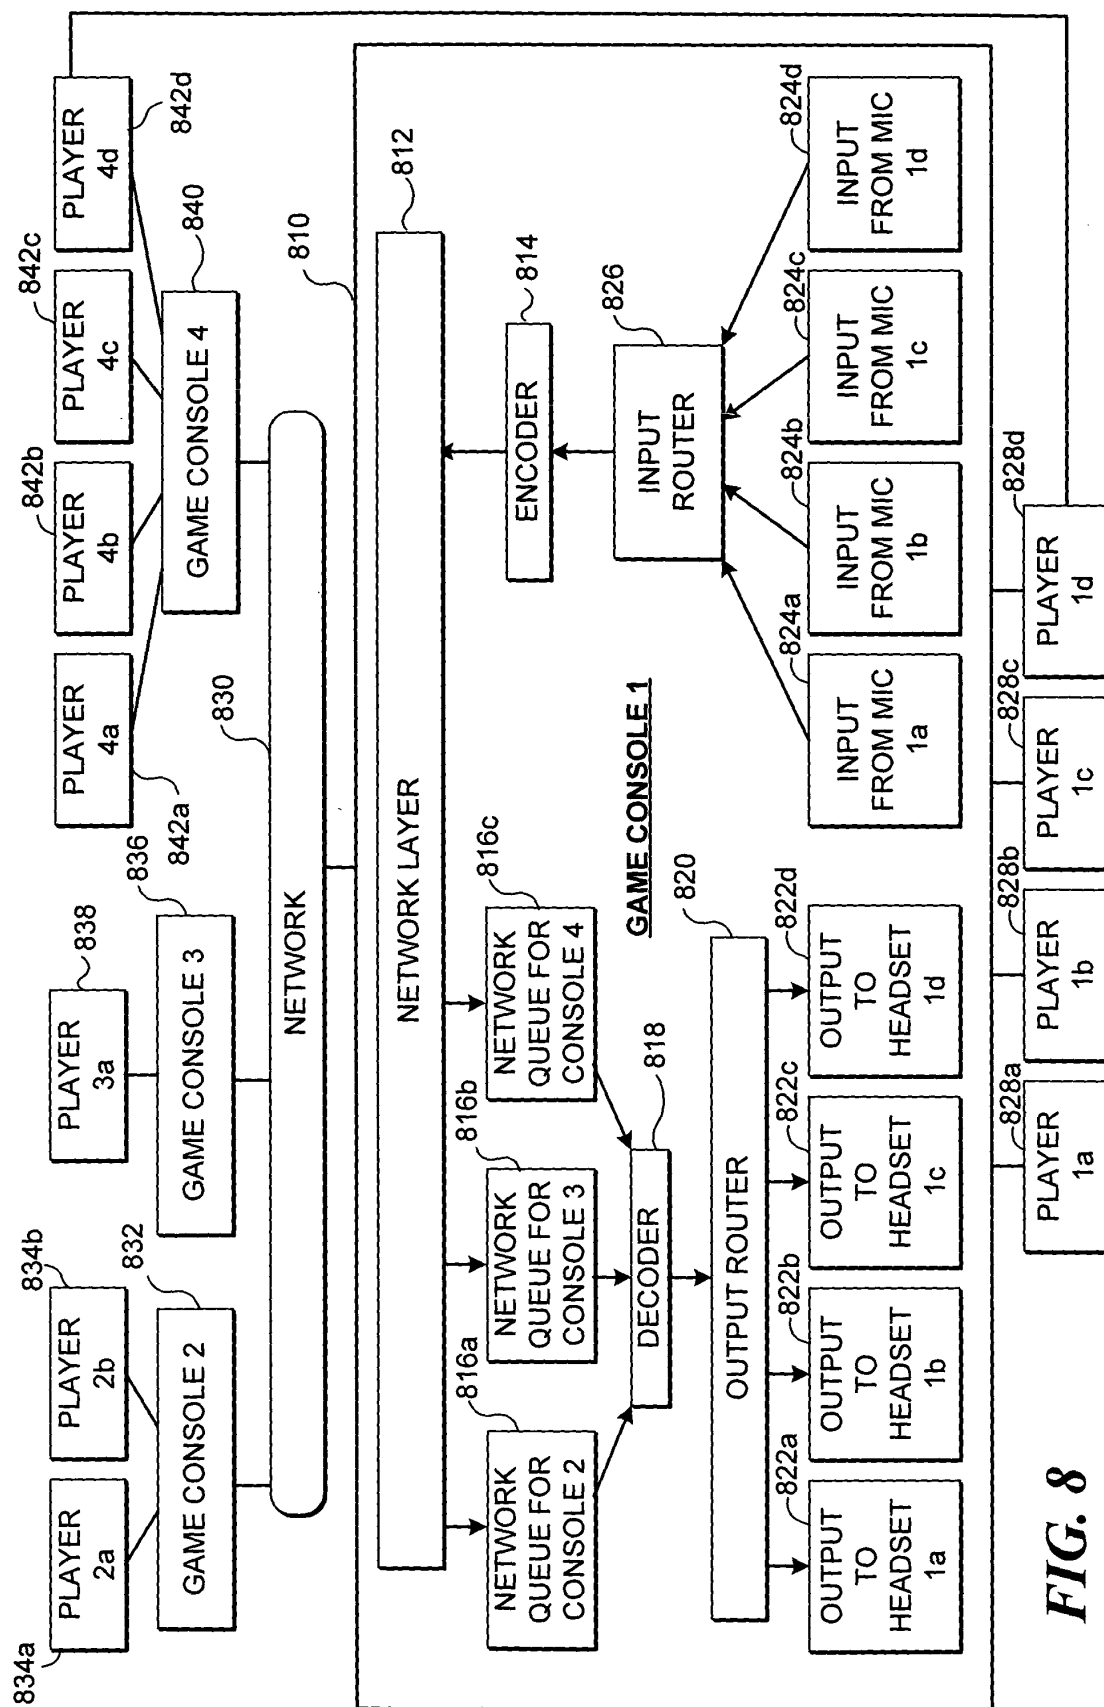 834a
PLAYER
2a
834b
PLAYER
2b
832
GAME CONSOLE 2
838
PLAYER
3a
836
GAME CONSOLE 3
842a
PLAYER
4a
842b
PLAYER
4b
842c
PLAYER
4c
842d
PLAYER
4d
840
GAME CONSOLE 4
830
NETWORK
810
812
NETWORK LAYER
816a
NETWORK
QUEUE FOR
CONSOLE 2
816b
NETWORK
QUEUE FOR
CONSOLE 3
816c
NETWORK
QUEUE FOR
CONSOLE 4
818
DECODER
814
ENCODER
826
INPUT
ROUTER
GAME CONSOLE 1
820
OUTPUT ROUTER
822a
OUTPUT
TO
HEADSET
1a
822b
OUTPUT
TO
HEADSET
1b
822c
OUTPUT
TO
HEADSET
1c
822d
OUTPUT
TO
HEADSET
1d
824a
INPUT
FROM MIC
1a
824b
INPUT
FROM MIC
1b
824c
INPUT
FROM MIC
1c
824d
INPUT
FROM MIC
1d
828a
PLAYER
1a
828b
PLAYER
1b
828c
PLAYER
1c
828d
PLAYER
1d
FIG. 8